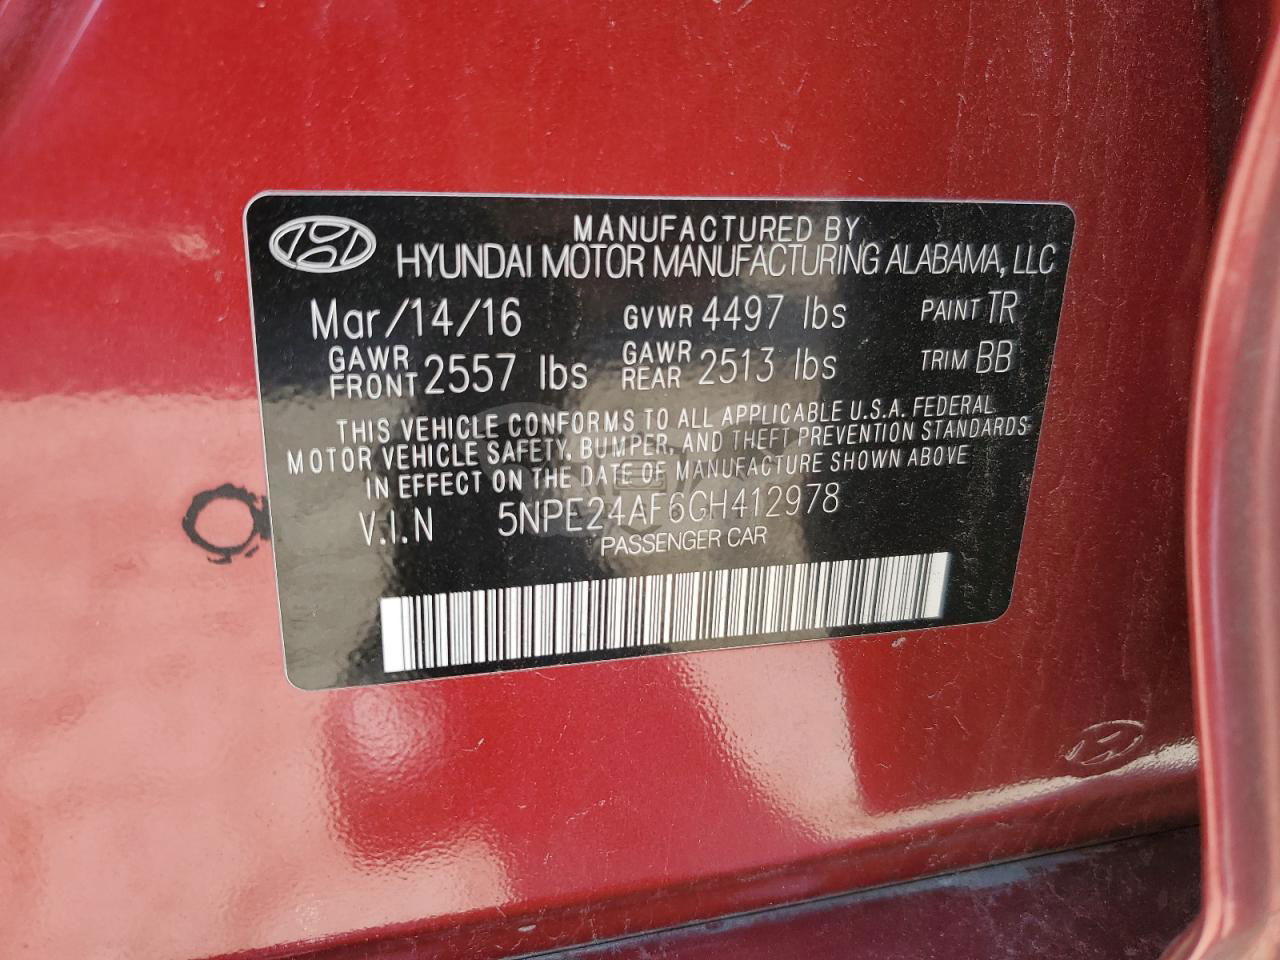 MANUFACTURED BY
HYUNDAI MOTOR MANUFACTURING ALABAMA, LLC
Mar/14/16 GVWR 4497 lbs PAINT TR
GAWR FRONT 2557 lbs GAWR REAR 2513 lbs TRIM BB
THIS VEHICLE CONFORMS TO ALL APPLICABLE U.S.A. FEDERAL
MOTOR VEHICLE SAFETY, BUMPER, AND THEFT PREVENTION STANDARDS
IN EFFECT ON THE DATE OF MANUFACTURE SHOWN ABOVE
V.I.N 5NPE24AF6GH412978
PASSENGER CAR